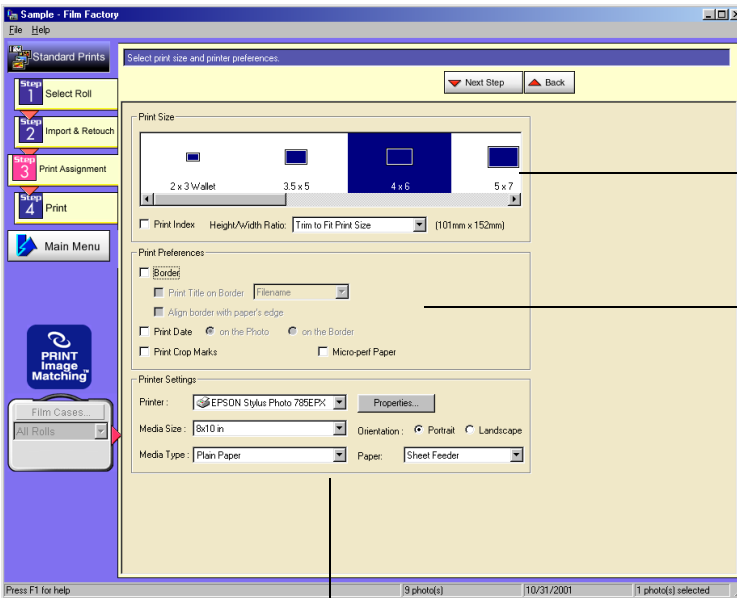 Sample - Film Factory
File Help
Standard Prints
Select print size and printer preferences.
Next Step Back
Step 1 Select Roll
Step 2 Import & Retouch
Step 3 Print Assignment
Step 4 Print
Main Menu
Print Size
2 x 3 Wallet 3.5 x 5 4 x 6 5 x 7
Print Index Height/Width Ratio: Trim to Fit Print Size (101mm x 152mm)
Print Preferences
Border
Print Title on Border Filename
Align border with paper's edge
Print Date on the Photo on the Border
Print Crop Marks Micro-perf Paper
PRINT
Image
Matching™
Film Cases...
All Rolls
Printer Settings
Printer : EPSON Stylus Photo 785EPX Properties...
Media Size : 8x10 in Orientation : Portrait Landscape
Media Type : Plain Paper Paper: Sheet Feeder
Press F1 for help 9 photo(s) 10/31/2001 1 photo(s) selected